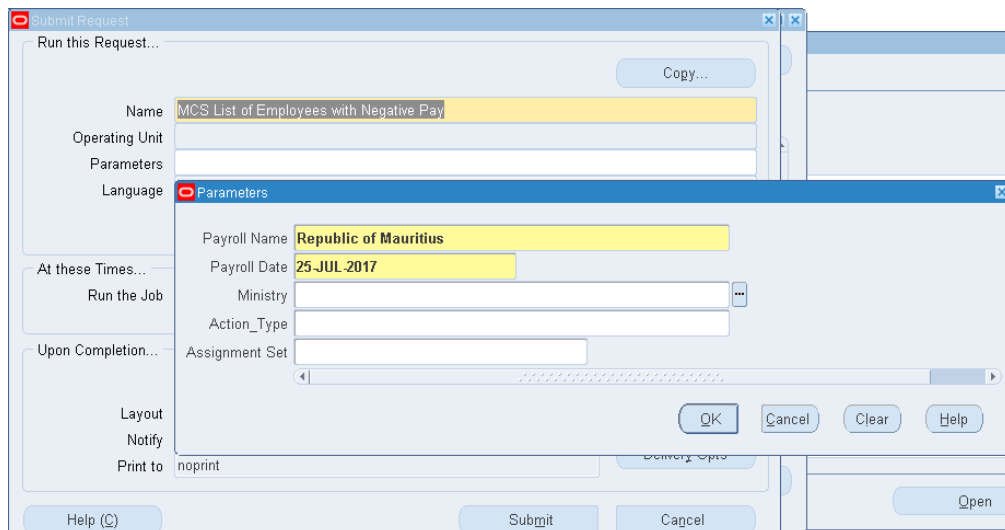 Submit Request
Run this Request...
Copy...
Name MCS List of Employees with Negative Pay
Operating Unit
Parameters
Language
Parameters
Payroll Name Republic of Mauritius
Payroll Date 25-JUL-2017
Ministry
Action_Type
Assignment Set
OK Cancel Clear Help
At these Times...
Run the Job
Upon Completion...
Layout
Notify
Print to noprint
Delivery Opts
Help (C) Submit Cancel
Open